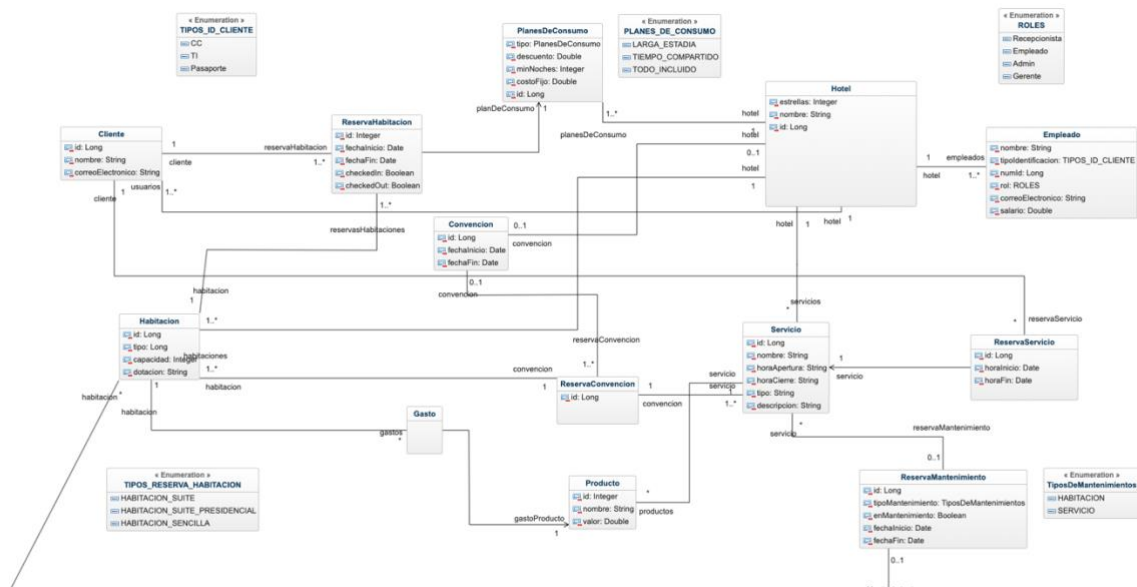 « Enumeration »
TIPOS_ID_CLIENTE
CC
TI
Pasaporte
PlanesDeConsumo
tipo: PlanesDeConsumo
descuento: Double
minNoches: Integer
costoFijo: Double
id: Long
« Enumeration »
PLANES_DE_CONSUMO
LARGA_ESTADIA
TIEMPO_COMPARTIDO
TODO_INCLUIDO
« Enumeration »
ROLES
Recepcionista
Empleado
Admin
Gerente
planDeConsumo
1
1..*
planesDeConsumo
hotel
hotel
1
0..1
hotel
1
Hotel
estrellas: Integer
nombre: String
id: Long
Cliente
id: Long
nombre: String
correoElectronico: String
1
cliente
reservaHabitacion
1..*
ReservaHabitacion
id: Integer
fechaInicio: Date
fechaFin: Date
checkedIn: Boolean
checkedOut: Boolean
1
hotel
empleados
1..*
Empleado
nombre: String
tipoIdentificacion: TIPOS_ID_CLIENTE
numId: Long
rol: ROLES
correoElectronico: String
salario: Double
usuarios
1..*
cliente
1
1..*
reservasHabitaciones
hotel
1
hotel
1
Convencion
id: Long
fechaInicio: Date
fechaFin: Date
0..1
convencion
0..1
convencion
habitacion
1
1..*
servicios
*
*
reservaServicio
Habitacion
id: Long
tipo: Long
capacidad: Integer
dotacion: String
habitaciones
1..*
habitacion
reservaConvencion
1..*
convencion
1
ReservaConvencion
id: Long
1
convencion
servicio
servicio
1
1..*
Servicio
id: Long
nombre: String
horaApertura: String
horaCierre: String
tipo: String
descripcion: String
1
servicio
ReservaServicio
id: Long
horaInicio: Date
horaFin: Date
habitacion
*
1
habitacion
gastos
*
Gasto
*
servicio
reservaMantenimiento
0..1
« Enumeration »
TIPOS_RESERVA_HABITACION
HABITACION_SUITE
HABITACION_SUITE_PRESIDENCIAL
HABITACION_SENCILLA
gastoProducto
1
Producto
id: Integer
nombre: String
valor: Double
*
productos
ReservaMantenimiento
id: Long
tipoMantenimiento: TiposDeMantenimientos
enMantenimiento: Boolean
fechaInicio: Date
fechaFin: Date
0..1
« Enumeration »
TiposDeMantenimientos
HABITACION
SERVICIO